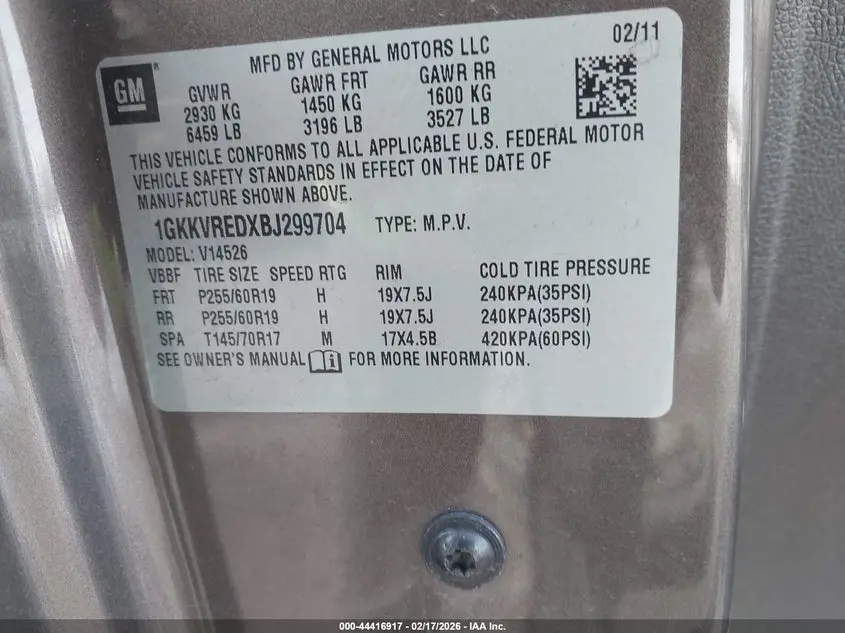 02/11
MFD BY GENERAL MOTORS LLC
GM
GVWR GAWR FRT GAWR RR
2930 KG 1450 KG 1600 KG
6459 LB 3196 LB 3527 LB
THIS VEHICLE CONFORMS TO ALL APPLICABLE U.S. FEDERAL MOTOR
VEHICLE SAFETY STANDARDS IN EFFECT ON THE DATE OF
MANUFACTURE SHOWN ABOVE.
1GKKVREDXBJ299704 TYPE: M.P.V.
MODEL: V14526
VBBF TIRE SIZE SPEED RTG RIM COLD TIRE PRESSURE
FRT P255/60R19 H 19X7.5J 240KPA(35PSI)
RR P255/60R19 H 19X7.5J 240KPA(35PSI)
SPA T145/70R17 M 17X4.5B 420KPA(60PSI)
SEE OWNER'S MANUAL FOR MORE INFORMATION.
000-44416917 - 02/17/2026 - IAA Inc.